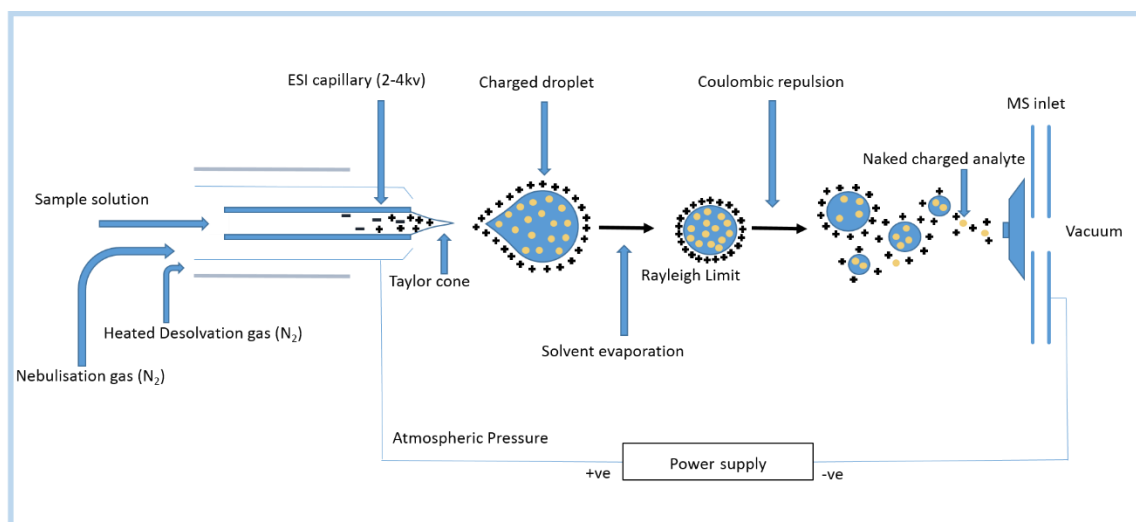 ESI capillary (2-4kv)
Charged droplet
Coulombic repulsion
MS inlet
Naked charged analyte
Sample solution
Vacuum
Taylor cone
Rayleigh Limit
Heated Desolvation gas (N₂)
Solvent evaporation
Nebulisation gas (N₂)
Atmospheric Pressure
+ve
Power supply
-ve